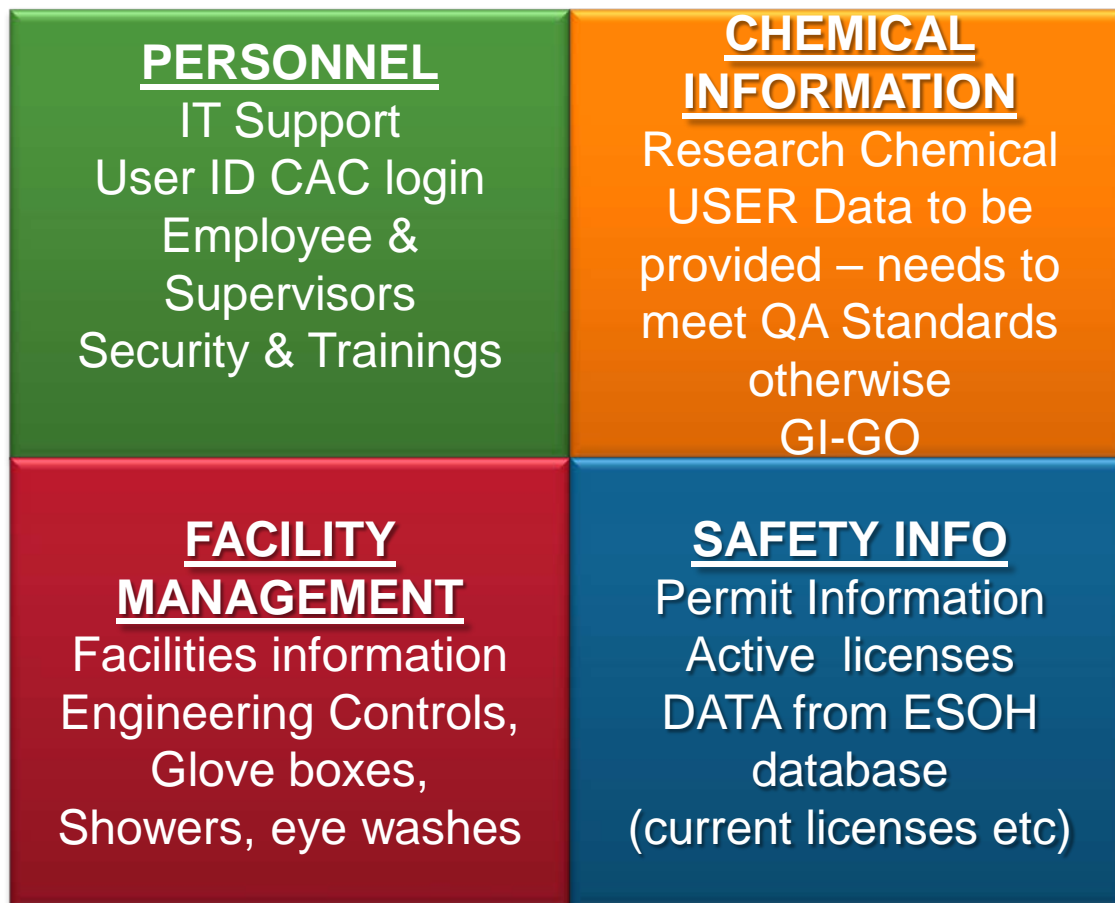 PERSONNEL
IT Support
User ID CAC login
Employee &
Supervisors
Security & Trainings
CHEMICAL
INFORMATION
Research Chemical
USER Data to be
provided – needs to
meet QA Standards
otherwise
GI-GO
FACILITY
MANAGEMENT
Facilities information
Engineering Controls,
Glove boxes,
Showers, eye washes
SAFETY INFO
Permit Information
Active  licenses
DATA from ESOH
database
(current licenses etc)